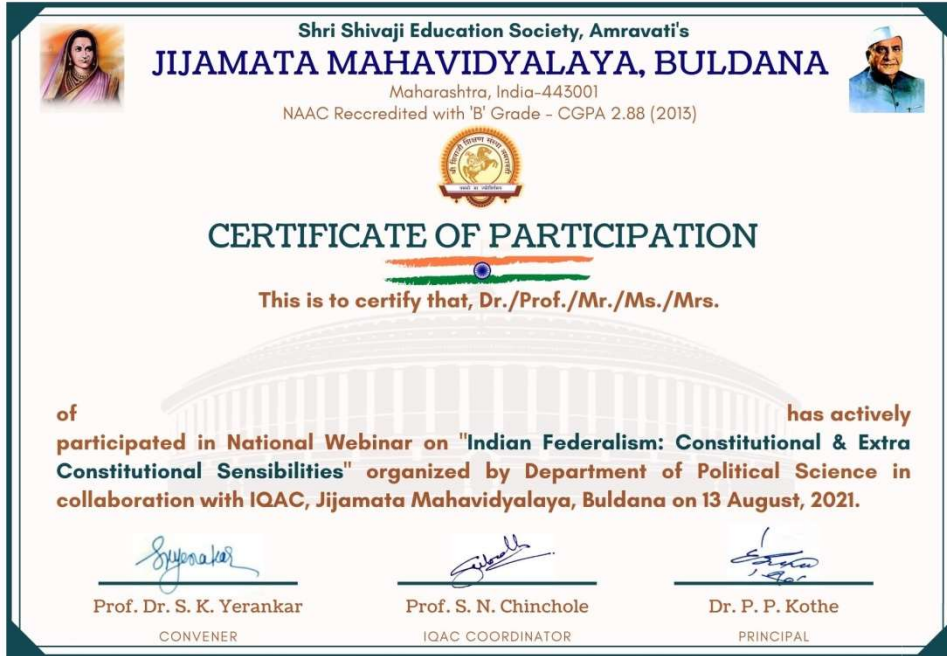 Shri Shivaji Education Society, Amravati's
JIJAMATA MAHAVIDYALAYA, BULDANA
Maharashtra, India-443001
NAAC Reccredited with 'B' Grade - CGPA 2.88 (2013)
श्री शिवाजी शिक्षण संस्था अमरावती
CERTIFICATE OF PARTICIPATION
This is to certify that, Dr./Prof./Mr./Ms./Mrs.
of has actively
participated in National Webinar on "Indian Federalism: Constitutional & Extra
Constitutional Sensibilities" organized by Department of Political Science in
collaboration with IQAC, Jijamata Mahavidyalaya, Buldana on 13 August, 2021.
Prof. Dr. S. K. Yerankar
CONVENER
Prof. S. N. Chinchole
IQAC COORDINATOR
Dr. P. P. Kothe
PRINCIPAL